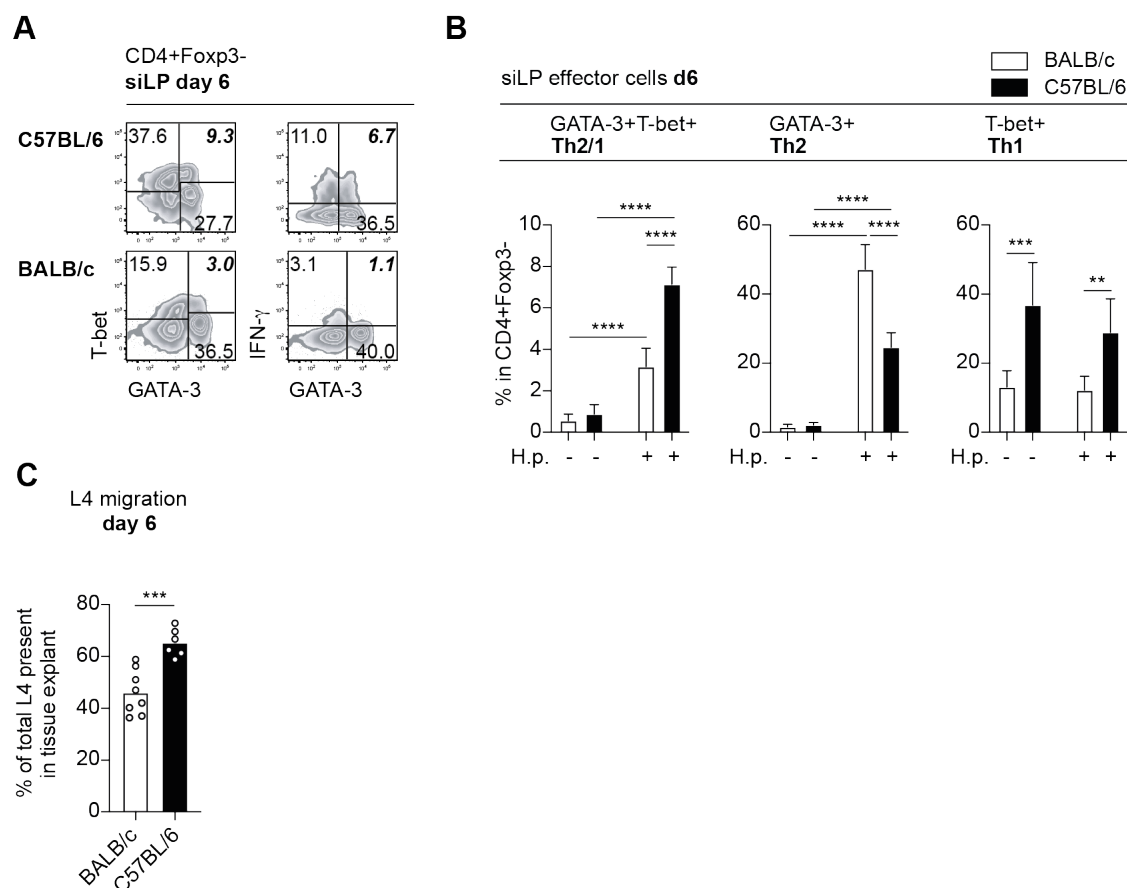 A
CD4+Foxp3-
siLP day 6
C57BL/6
37.6 9.3
27.7
11.0 6.7
36.5
BALB/c
15.9 3.0
36.5
3.1 1.1
40.0
T-bet
IFN-γ
GATA-3 GATA-3
B
siLP effector cells d6
BALB/c
C57BL/6
GATA-3+T-bet+
Th2/1
GATA-3+
Th2
T-bet+
Th1
% in CD4+Foxp3-
10
8
6
4
2
0
**** **** ****
H.p. - - + +
60
40
20
0
**** **** ****
H.p. - - + +
60
40
20
0
*** **
H.p. - - + +
C
L4 migration
day 6
% of total L4 present
in tissue explant
80
60
40
20
0
***
BALB/c
C57BL/6